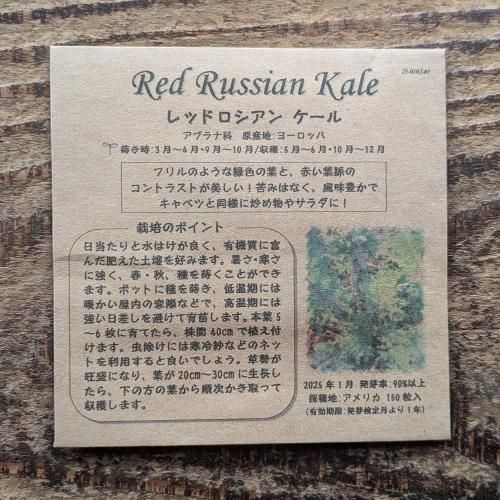 25-0102-01
Red Russian Kale
レッドロシアン ケール
アブラナ科 原産地:ヨーロッパ
蒔き時:3月〜4月・9月〜10月/収穫:5月〜6月・10月〜12月
フリルのような緑色の葉と、赤い葉脈の
コントラストが美しい!苦みはなく、風味豊かで
キャベツと同様に炒め物やサラダに!
栽培のポイント
日当たりと水はけが良く、有機質に富
んだ肥えた土壌を好みます。暑さ・寒さ
に強く、春・秋、種を蒔くことができ
ます。ポットに種を蒔き、低温期には
暖かい屋内の窓際などで、高温期には
強い日差しを避けて育苗します。本葉5
〜6枚に育てたら、株間40cmで植え付
けます。虫除けには寒冷紗などのネッ
トを利用すると良いでしょう。草勢が
旺盛になり、葉が20cm〜30cmに生長し
たら、下の方の葉から順次かき取って
収穫します。
2025年1月 発芽率:90%以上
採種地:アメリカ 150粒入
(有効期限:発芽検定月より1年)